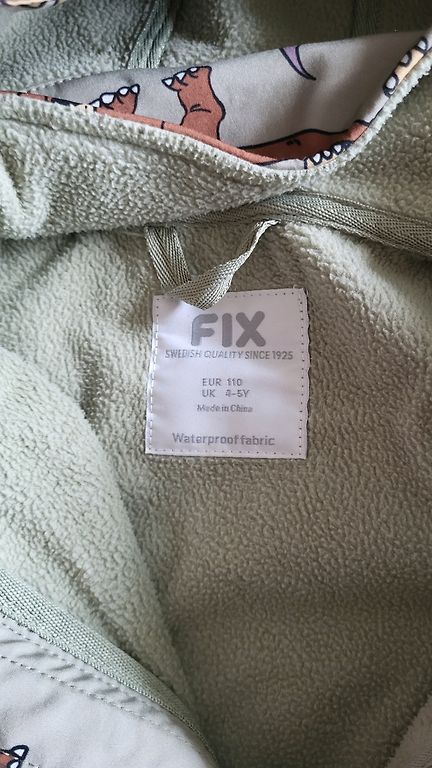 FIX
SWEDISH QUALITY SINCE 1925
EUR 110
UK 4-5Y
Made in China
Waterproof fabric